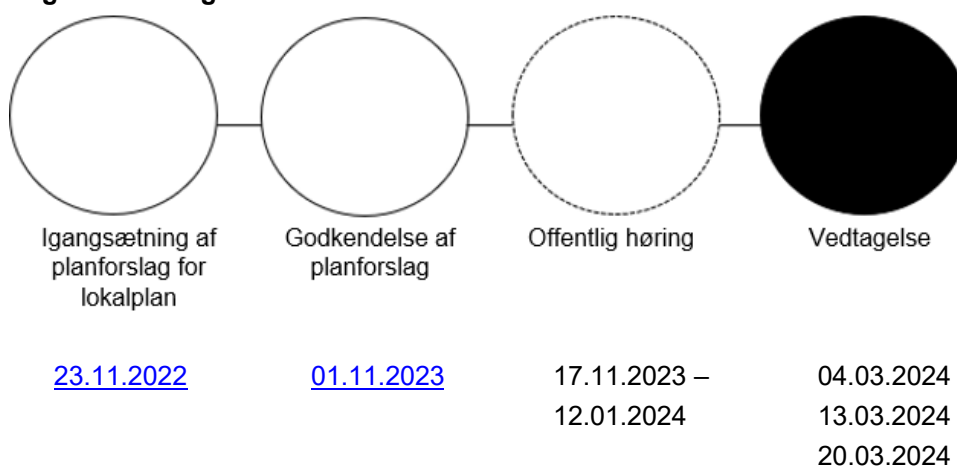 Igangsætning af
planforslag for
lokalplan
Godkendelse af
planforslag
Offentlig høring
Vedtagelse
23.11.2022
01.11.2023
17.11.2023 –
12.01.2024
04.03.2024
13.03.2024
20.03.2024